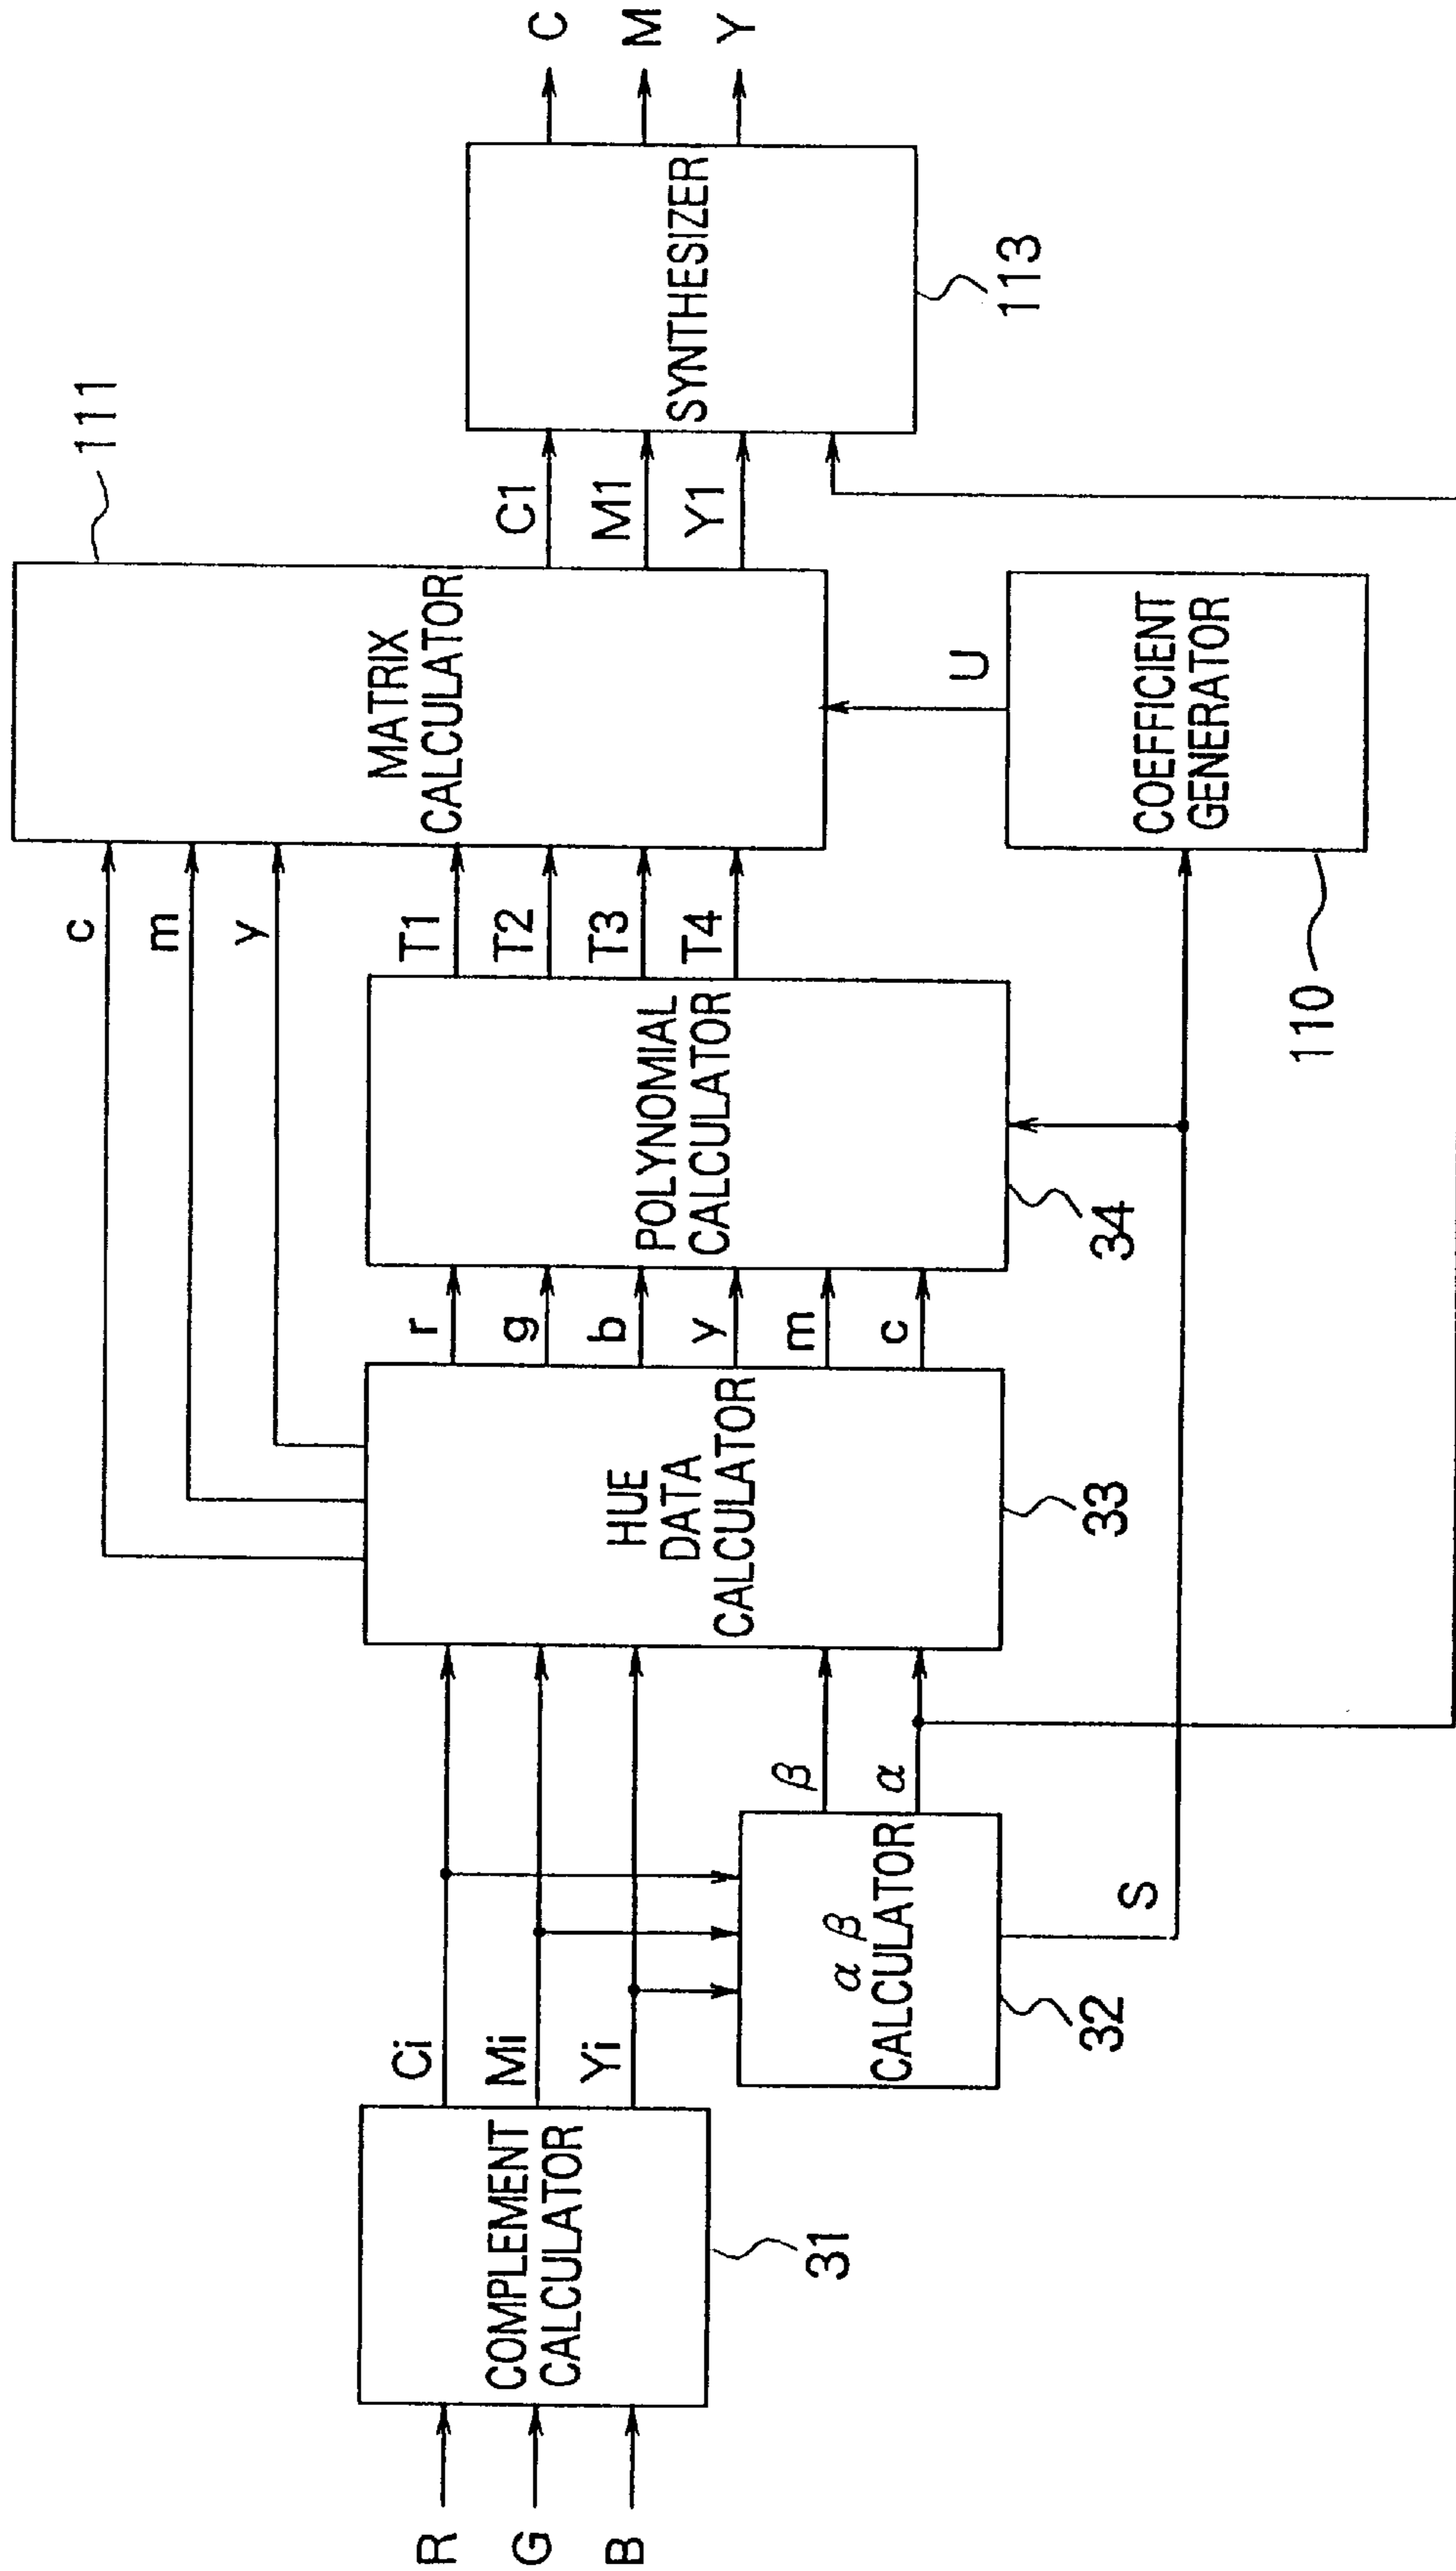 R
G
B
COMPLEMENT
CALCULATOR
31
Ci
Mi
Yi
α β
CALCULATOR
32
β
α
S
HUE
DATA
CALCULATOR
33
r
g
b
y
m
c
POLYNOMIAL
CALCULATOR
34
c
m
y
T1
T2
T3
T4
MATRIX
CALCULATOR
111
COEFFICIENT
GENERATOR
110
U
C1
M1
Y1
SYNTHESIZER
113
C
M
Y